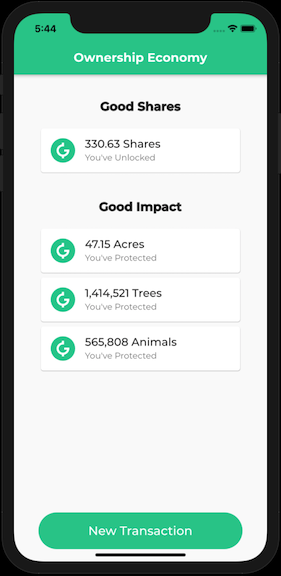 5:44
Ownership Economy
Good Shares
330.63 Shares
You've Unlocked
Good Impact
47.15 Acres
You've Protected
1,414,521 Trees
You've Protected
565,808 Animals
You've Protected
New Transaction